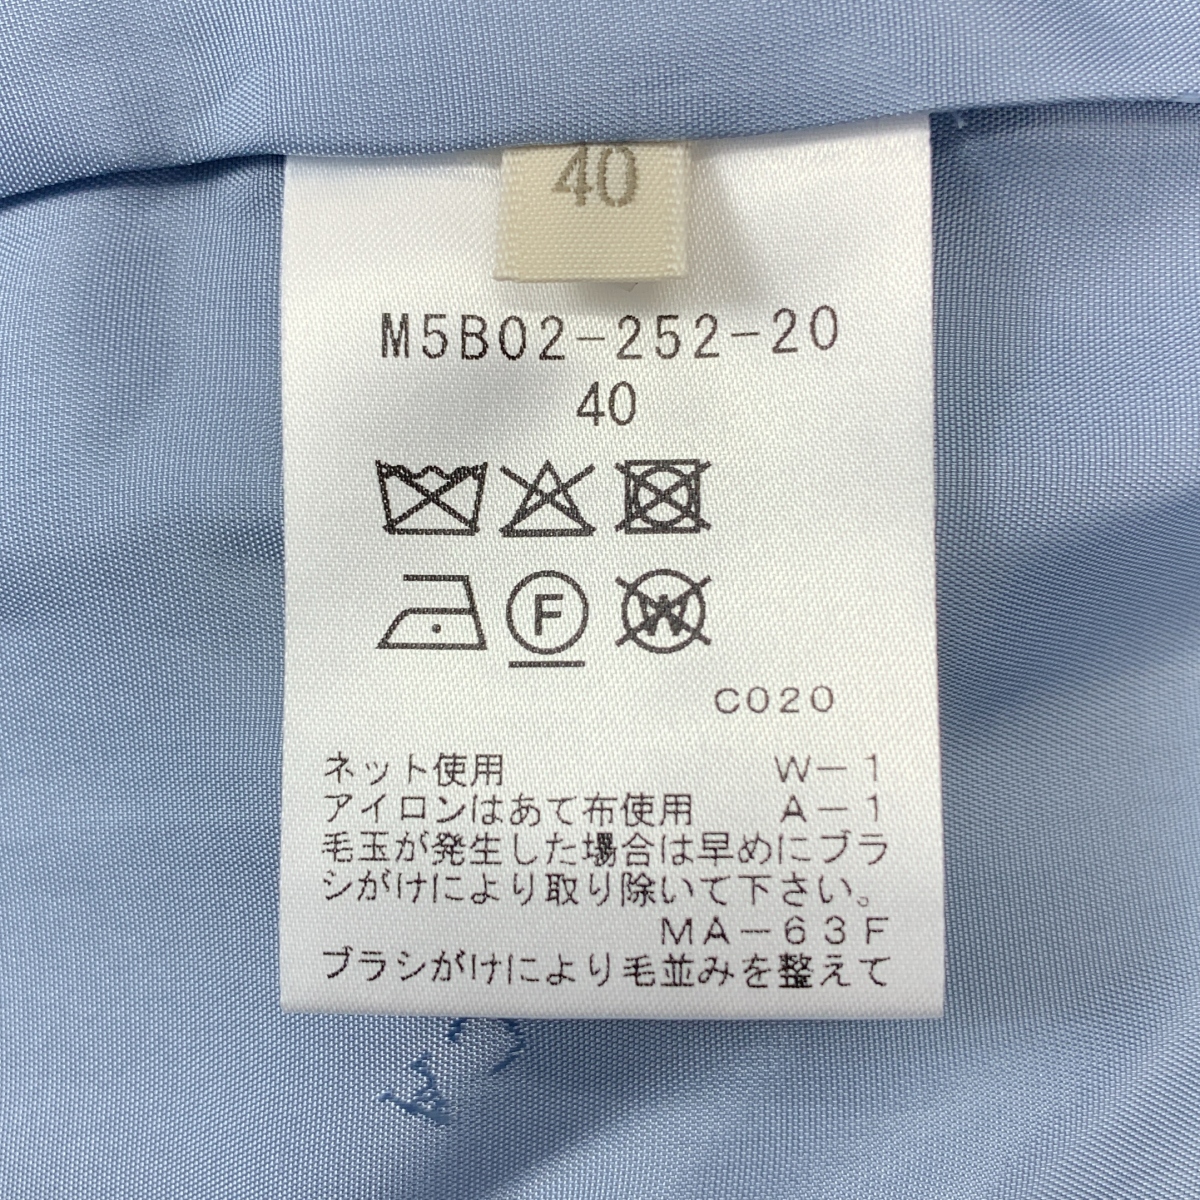 40
M5B02-252-20
40
F W
C020
ネット使用 W-1
アイロンはあて布使用 A-1
毛玉が発生した場合は早めにブラ
シがけにより取り除いて下さい。
MA-63F
ブラシがけにより毛並みを整えて